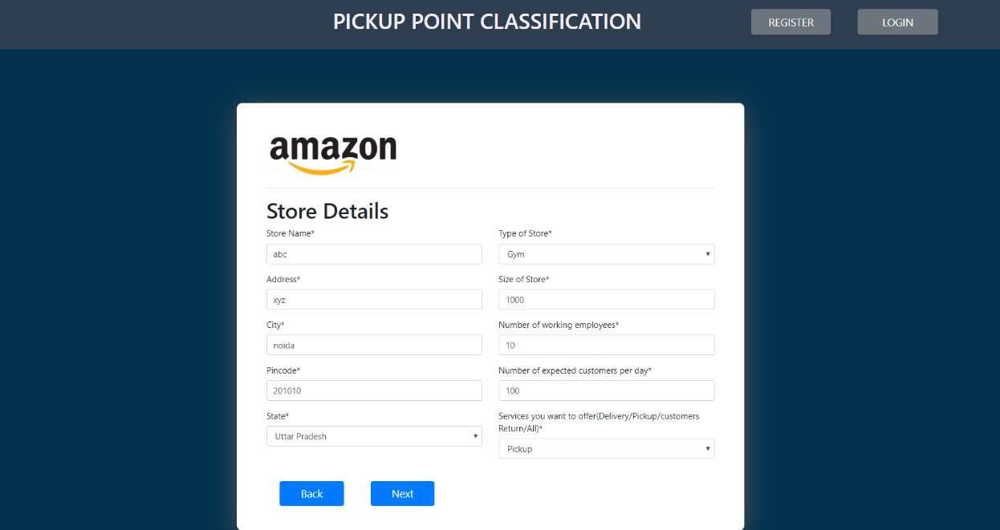 PICKUP POINT CLASSIFICATION
REGISTER
LOGIN
amazon
Store Details
Store Name*
abc
Type of Store*
Gym
Address*
xyz
Size of Store*
1000
City*
noida
Number of working employees*
10
Pincode*
201010
Number of expected customers per day*
100
State*
Uttar Pradesh
Services you want to offer(Delivery/Pickup/customers
Return/All)*
Pickup
Back
Next